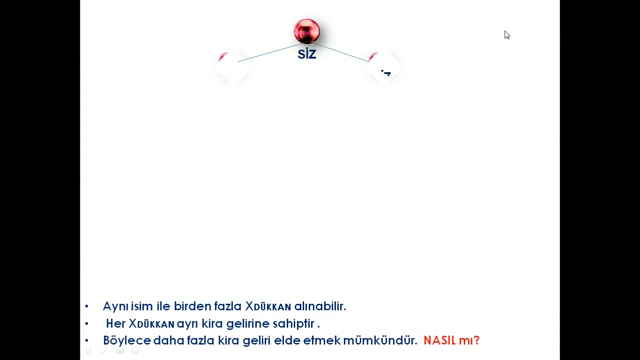 SİZ
• Aynı isim ile birden fazla XDÜKKAN alınabilir.
• Her XDÜKKAN ayrı kira gelirine sahiptir .
• Böylece daha fazla kira geliri elde etmek mümkündür. NASIL mı?